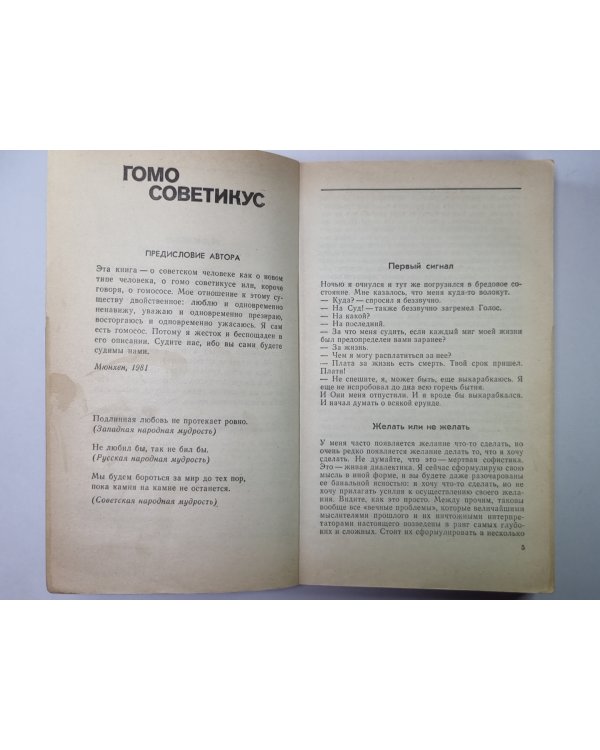 ГОМО
СОВЕТИКУС
ПРЕДИСЛОВИЕ АВТОРА
Эта книга — о советском человеке как о новом
типе человека, о гомо советикусе или, короче
говоря, о гомососе. Мое отношение к этому су-
ществу двойственное: люблю и одновременно
ненавижу, уважаю и одновременно презираю,
восторгаюсь и одновременно ужасаюсь. Я сам
есть гомосос. Потому я жесток и беспощаден в
его описании. Судите нас, ибо вы сами будете
судимы нами.
Мюнхен, 1981
Подлинная любовь не протекает ровно.
(Западная народная мудрость)
Не любил бы, так не бил бы.
(Русская народная мудрость)
Мы будем бороться за мир до тех пор,
пока камня на камне не останется.
(Советская народная мудрость)
Первый сигнал
Ночью я очнулся и тут же погрузился в бредовое со-
стояние. Мне казалось, что меня куда-то волокут.
— Куда? — спросил я беззвучно.
— На Суд! — также беззвучно загремел Голос.
— На какой?
— На последний.
— За что меня судить, если каждый миг моей жизни
был предопределен вами заранее?
— За жизнь.
— Чем я могу расплатиться за нее?
— Плата за жизнь есть смерть. Твой срок пришел.
Плати!
— Не спешите, я, может быть, еще выкарабкаюсь. Я
еще не испробовал до дна всю горечь бытия.
И Они меня отпустили. И я вроде бы выкарабкался.
И начал думать о всякой ерунде.
Желать или не желать
У меня часто появляется желание что-то сделать, но
очень редко появляется желание делать то, что я хочу
сделать. Не думайте, что это — мертвая софистика.
Это — живая диалектика. Я сейчас сформулирую свою
мысль в иной форме, и вы будете даже разочарованы
ее банальной ясностью: я хочу что-то сделать, но не
хочу прилагать усилия к осуществлению своего жела-
ния. Видите, как это просто. Между прочим, таковы
вообще все «вечные проблемы», которые величайшими
мыслителями прошлого и их ничтожными интерпре-
таторами настоящего возведены в ранг самых глубо-
ких и сложных. Стоит их сформулировать в несколько
5